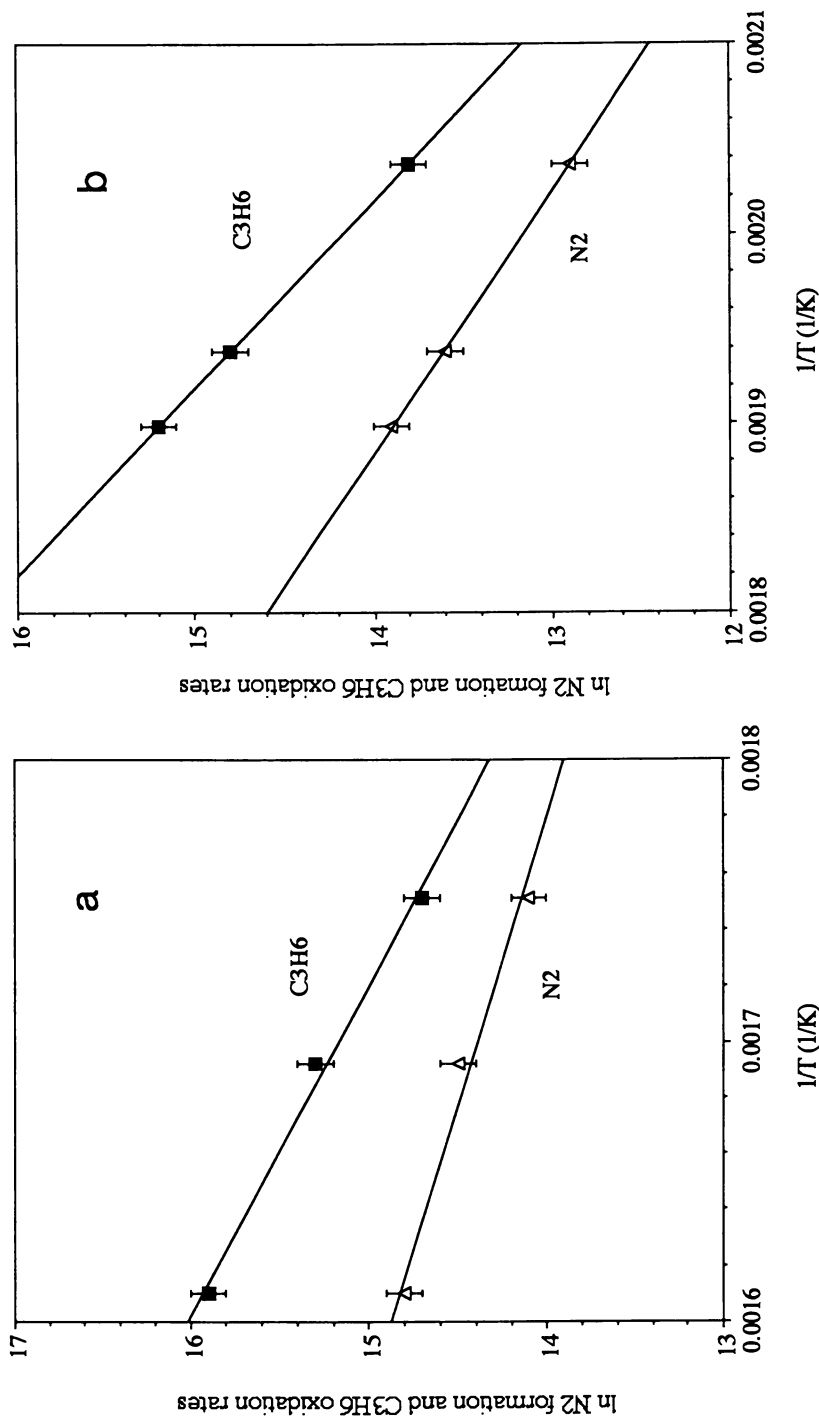 a
C3H6
N2
17
16
15
14
13
0.0016
0.0017
0.0018
1/T (1/K)
ln N2 fomation and C3H6 oxidation rates
b
C3H6
N2
16
15
14
13
12
0.0018
0.0019
0.0020
0.0021
1/T (1/K)
ln N2 fomation and C3H6 oxidation rates